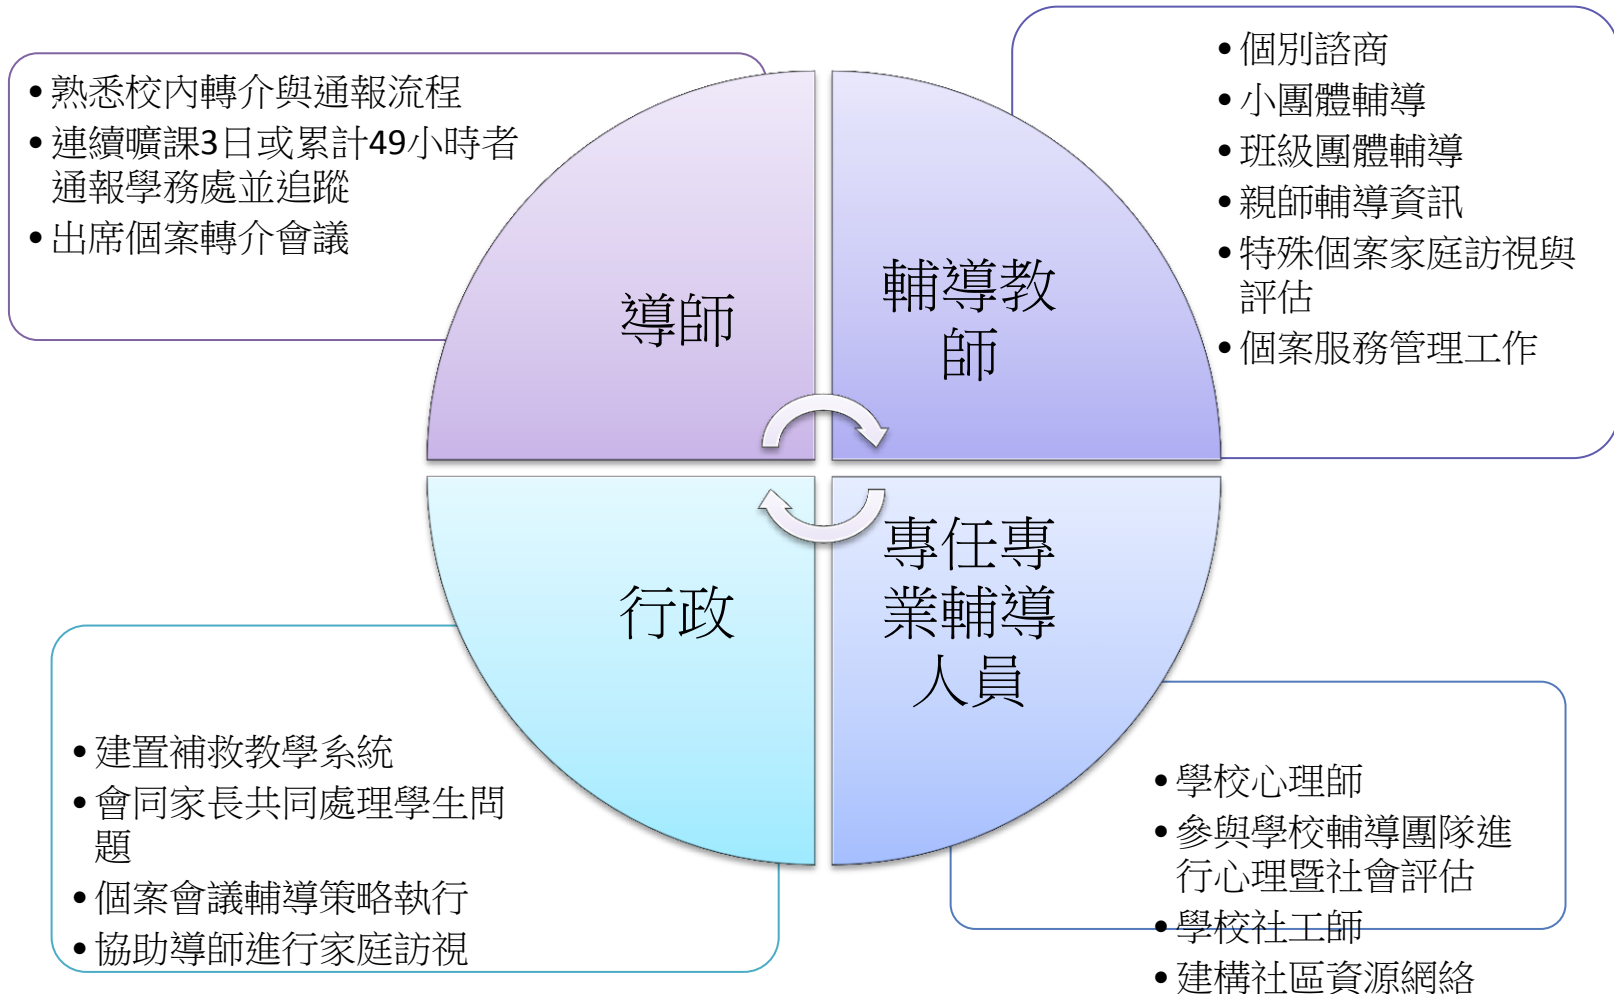 • 熟悉校內轉介與通報流程
• 連續曠課3日或累計49小時者
通報學務處並追蹤
• 出席個案轉介會議
導師
• 個別諮商
• 小團體輔導
• 班級團體輔導
• 親師輔導資訊
• 特殊個案家庭訪視與
評估
• 個案服務管理工作
輔導教
師
行政
• 建置補救教學系統
• 會同家長共同處理學生問
題
• 個案會議輔導策略執行
• 協助導師進行家庭訪視
專任專
業輔導
人員
• 學校心理師
• 參與學校輔導團隊進
行心理暨社會評估
• 學校社工師
• 建構社區資源網絡